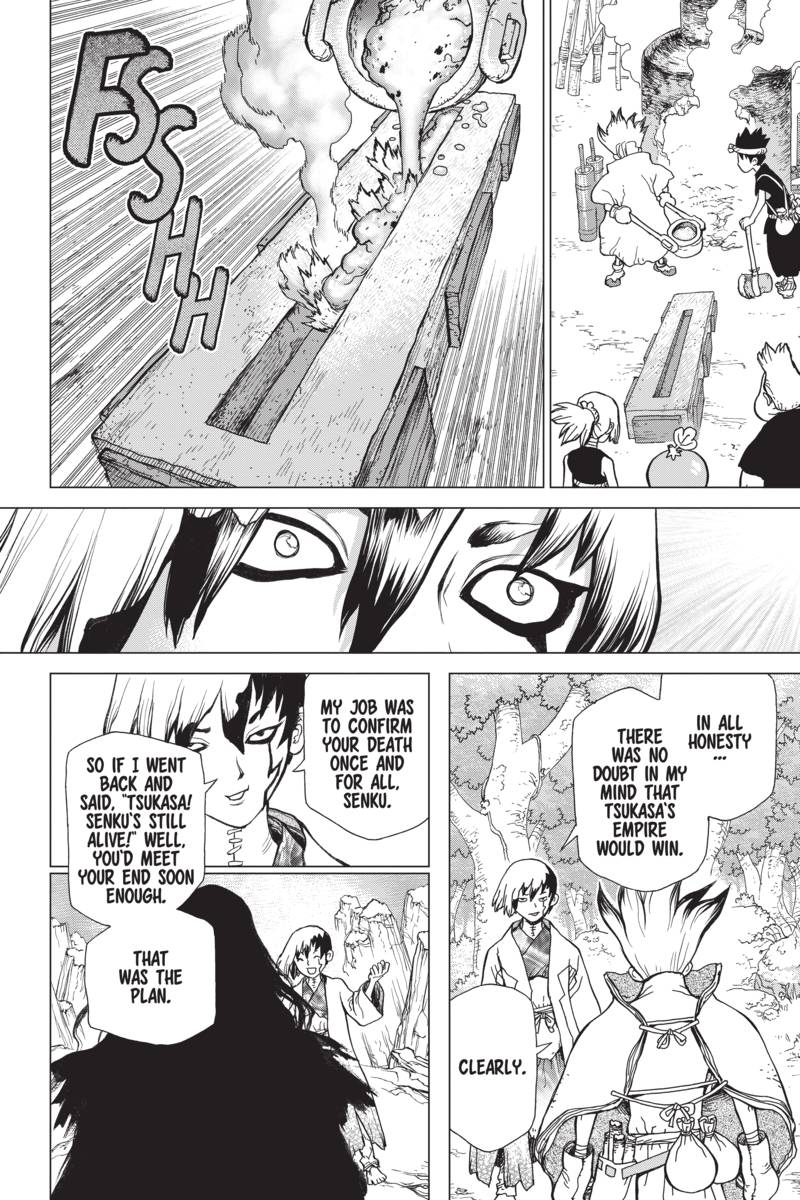 FSSHHH
IN ALL
HONESTY
...
THERE
WAS NO
DOUBT IN MY
MIND THAT
TSUKASA'S
EMPIRE
WOULD WIN.
CLEARLY.
MY JOB WAS
TO CONFIRM
YOUR DEATH
ONCE AND
FOR ALL,
SENKU.
SO IF I WENT
BACK AND
SAID, "TSUKASA!
SENKU'S STILL
ALIVE!" WELL,
YOU'D MEET
YOUR END SOON
ENOUGH.
THAT
WAS THE
PLAN.